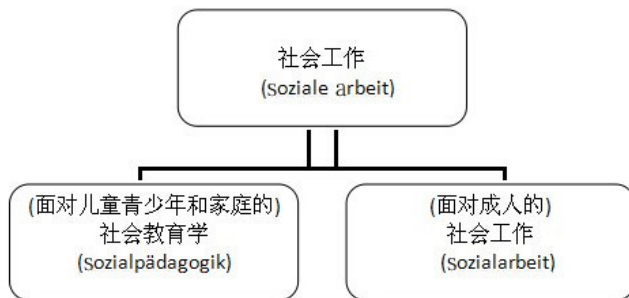 社会工作
(soziale arbeit)
(面对儿童青少年和家庭的)
社会教育学
(sozialpädagogik)
(面对成人的)
社会工作
(sozialarbeit)